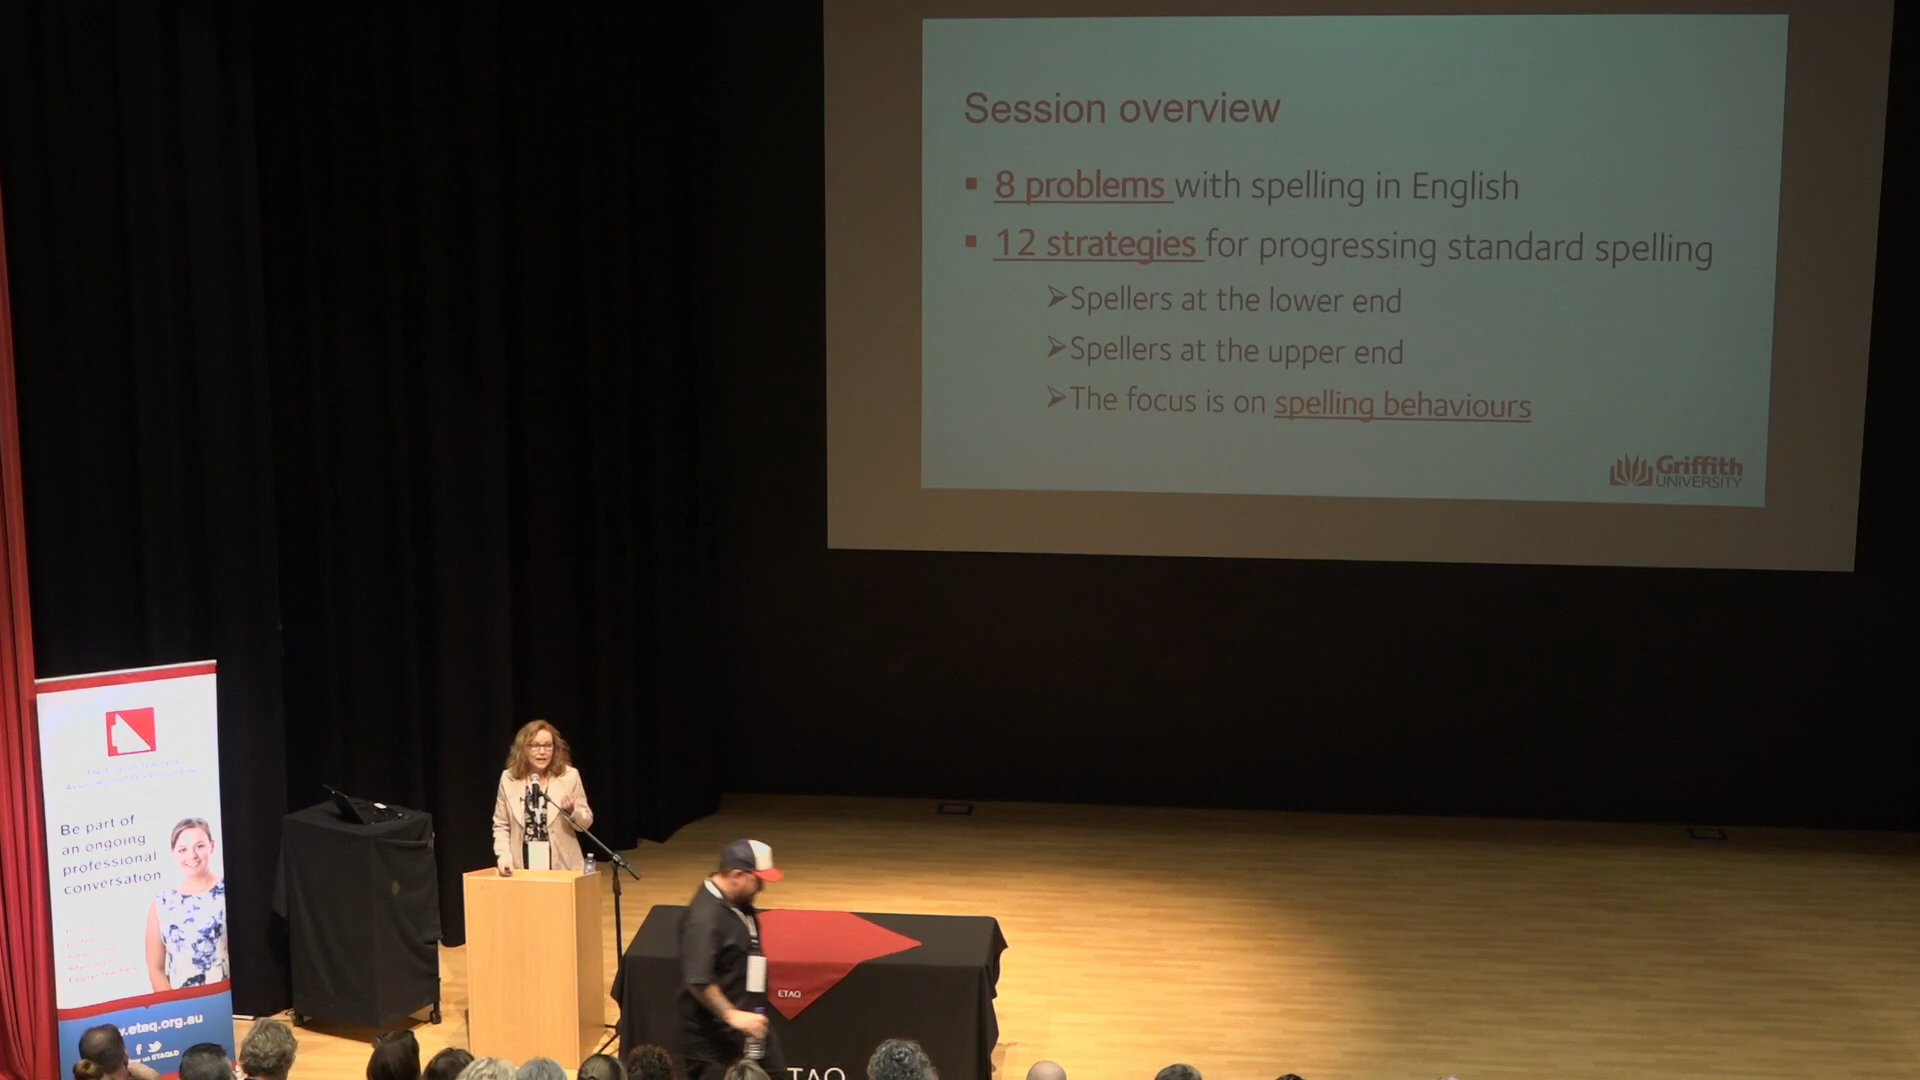 Session overview
8 problems with spelling in English
12 strategies for progressing standard spelling
Spellers at the lower end
Spellers at the upper end
The focus is on spelling behaviours
Griffith
UNIVERSITY
Be part of
an ongoing
professional
conversation
.etaq.org.au
us ETAQLD
ETAQ